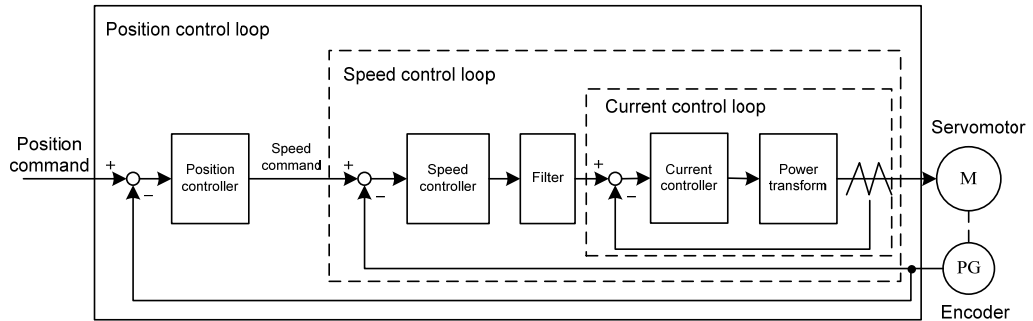 Position control loop
Speed control loop
Current control loop
Servomotor
Position
command
+
−
Position
controller
Speed
command
+
−
Speed
controller
Filter
+
−
Current
controller
Power
transform
M
PG
Encoder